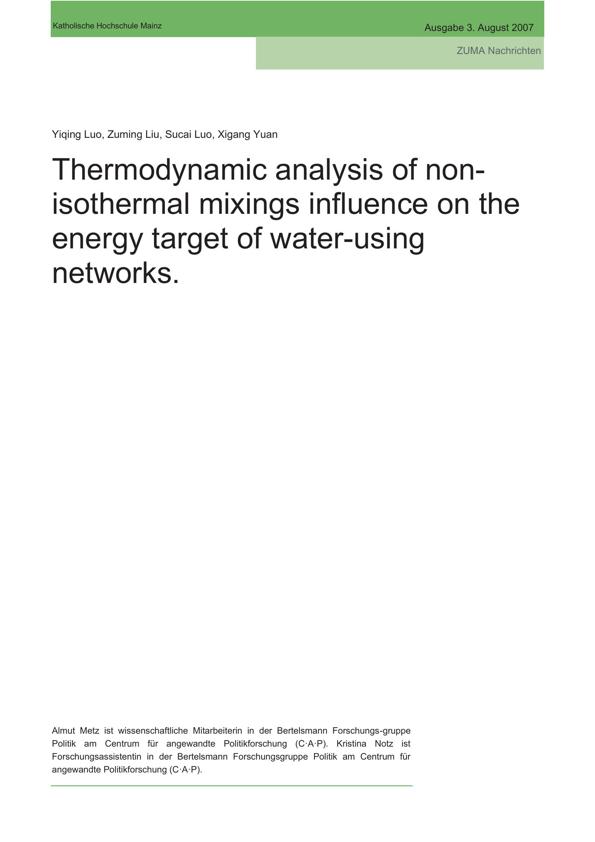 Katholische Hochschule Mainz
Ausgabe 3. August 2007
ZUMA Nachrichten
Yiqing Luo, Zuming Liu, Sucai Luo, Xigang Yuan
Thermodynamic analysis of non-
isothermal mixings influence on the
energy target of water-using
networks.
Almut Metz ist wissenschaftliche Mitarbeiterin in der Bertelsmann Forschungs-gruppe
Politik am Centrum für angewandte Politikforschung (C·A·P). Kristina Notz ist
Forschungsassistentin in der Bertelsmann Forschungsgruppe Politik am Centrum für
angewandte Politikforschung (C·A·P).